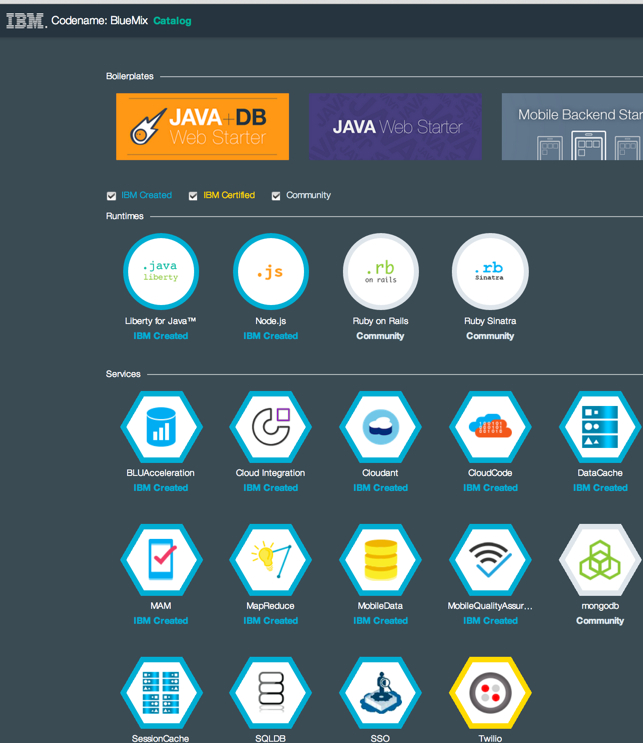 IBM. Codename: BlueMix Catalog
Boilerplates
JAVA+DB
Web Starter
JAVA Web Starter
Mobile Backend Star
IBM Created IBM Certified Community
Runtimes
.java
liberty
.js
.rb
on rails
.rb
Sinatra
Liberty for Java™ Node.js Ruby on Rails Ruby Sinatra
IBM Created IBM Created Community Community
Services
BLUAcceleration Cloud Integration Cloudant CloudCode DataCache
IBM Created IBM Created IBM Created IBM Created IBM Created
MAM MapReduce MobileData MobileQualityAssur... mongodb
IBM Created IBM Created IBM Created IBM Created Community
SessionCache SQLDB SSO Twilio